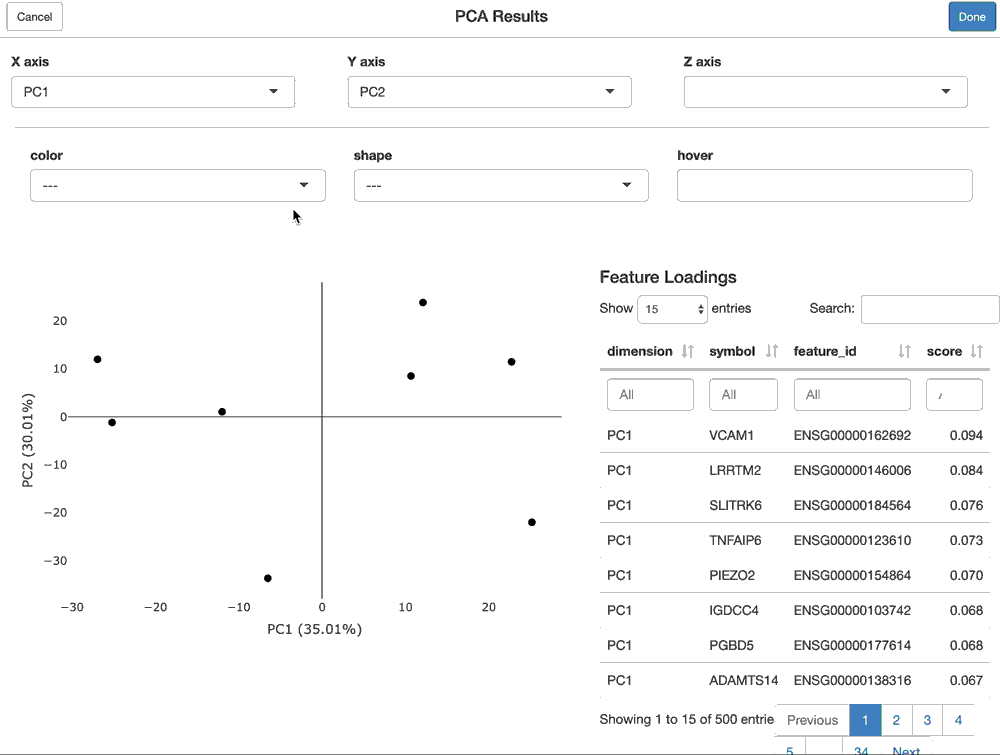 Cancel PCA Results Done
X axis Y axis Z axis
PC1 PC2
color shape hover
--- ---
Feature Loadings
Show 15 entries Search:
dimension symbol feature_id score
All All All
PC1 VCAM1 ENSG00000162692 0.094
PC1 LRRTM2 ENSG00000146006 0.084
PC1 SLITRK6 ENSG00000184564 0.076
PC1 TNFAIP6 ENSG00000123610 0.073
PC1 PIEZO2 ENSG00000154864 0.070
PC1 IGDCC4 ENSG00000103742 0.068
PC1 PGBD5 ENSG00000177614 0.068
PC1 ADAMTS14 ENSG00000138316 0.067
Showing 1 to 15 of 500 entrie Previous 1 2 3 4
5 34 Next
20
10
0
−10
−20
−30
PC2 (30.01%)
−30 −20 −10 0 10 20
PC1 (35.01%)